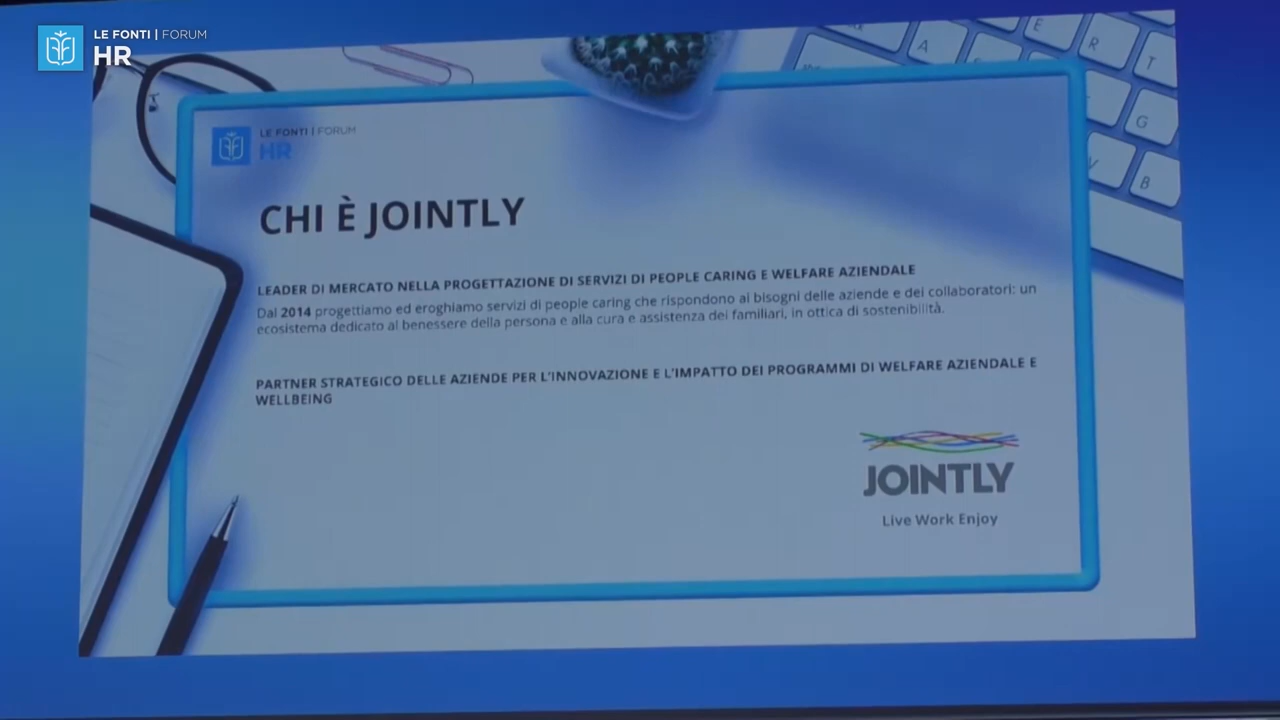 LE FONTI | FORUM
HR
LE FONTI | FORUM
HR
CHI È JOINTLY
LEADER DI MERCATO NELLA PROGETTAZIONE DI SERVIZI DI PEOPLE CARING E WELFARE AZIENDALE
Dal 2014 progettiamo ed eroghiamo servizi di people caring che rispondono ai bisogni delle aziende e dei collaboratori: un
ecosistema dedicato al benessere della persona e alla cura e assistenza dei familiari, in ottica di sostenibilità.
PARTNER STRATEGICO DELLE AZIENDE PER L'INNOVAZIONE E L'IMPATTO DEI PROGRAMMI DI WELFARE AZIENDALE E
WELLBEING
JOINTLY
Live Work Enjoy
A
E
R
T
G
V
B